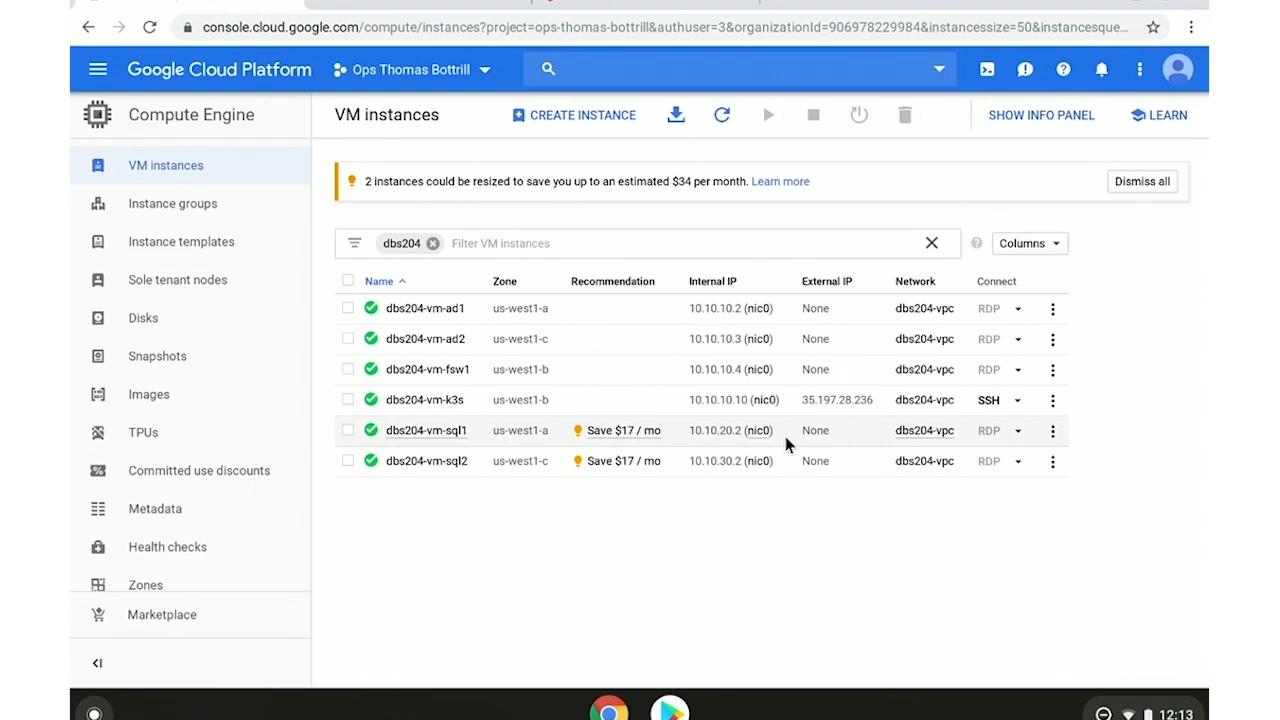 console.cloud.google.com/compute/instances?project=ops-thomas-bottrill&authuser=3&organizationId=906978229984&instancessize=50&instancesque...
Google Cloud Platform
Ops Thomas Bottrill
Compute Engine
VM instances
CREATE INSTANCE
SHOW INFO PANEL
LEARN
VM instances
Instance groups
Instance templates
Sole tenant nodes
Disks
Snapshots
Images
TPUs
Committed use discounts
Metadata
Health checks
Zones
Marketplace
2 instances could be resized to save you up to an estimated $34 per month. Learn more
Dismiss all
dbs204 Filter VM instances
Columns
Name Zone Recommendation Internal IP External IP Network Connect
dbs204-vm-ad1 us-west1-a 10.10.10.2 (nic0) None dbs204-vpc RDP
dbs204-vm-ad2 us-west1-c 10.10.10.3 (nic0) None dbs204-vpc RDP
dbs204-vm-fsw1 us-west1-b 10.10.10.4 (nic0) None dbs204-vpc RDP
dbs204-vm-k3s us-west1-b 10.10.10.10 (nic0) 35.197.28.236 dbs204-vpc SSH
dbs204-vm-sql1 us-west1-a Save $17 / mo 10.10.20.2 (nic0) None dbs204-vpc RDP
dbs204-vm-sql2 us-west1-c Save $17 / mo 10.10.30.2 (nic0) None dbs204-vpc RDP
12:13